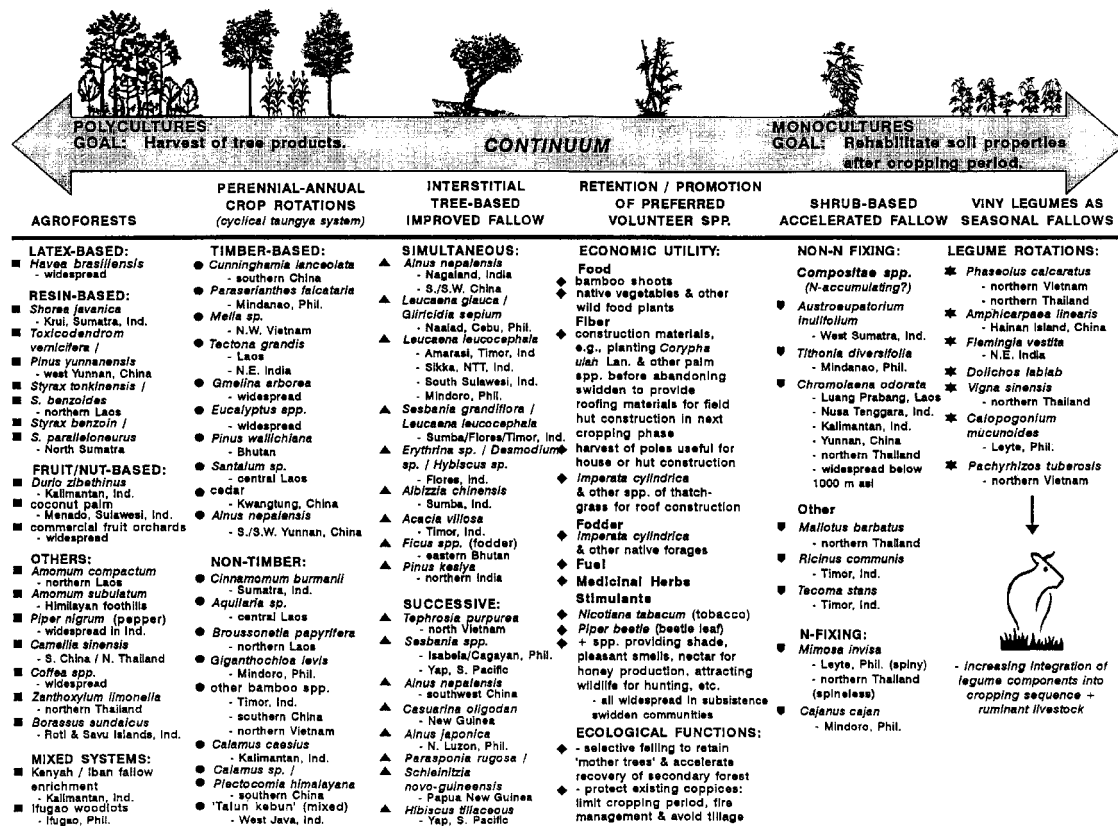 POLYCULTURES
GOAL: Harvest of tree products.
CONTINUUM
MONOCULTURES
GOAL: Rehabilitate soil properties
after cropping period.
AGROFORESTS
LATEX-BASED:
Havea brasiliensis
- widespread
RESIN-BASED:
Shorea javanica
- Krui, Sumatra, Ind.
Toxicodendrom
vernicifera /
Pinus yunnanensis
- west Yunnan, China
Styrax tonkinensis /
S. benzoides
- northern Laos
Styrax benzoin /
S. paralleloneurus
- North Sumatra
FRUIT/NUT-BASED:
Durio zibethinus
- Kalimantan, Ind.
coconut palm
- Menado, Sulawesi, Ind.
commercial fruit orchards
- widespread
OTHERS:
Amomum compactum
- northern Laos
Amomum subulatum
- Himilayan foothills
Piper nigrum (pepper)
- widespread in Ind.
Camellia sinensis
- S. China / N. Thailand
Coffea spp.
- widespread
Zanthoxylum limonella
- northern Thailand
Borassus sundaicus
- Roti & Savu Islands, Ind.
MIXED SYSTEMS:
Kenyah / Iban fallow
enrichment
- Kalimantan, Ind.
Ifugao woodlots
- Ifugao, Phil.
PERENNIAL-ANNUAL
CROP ROTATIONS
(cyclical taungya system)
TIMBER-BASED:
Cunninghamia lanceolata
- southern China
Paraserianthes falcataria
- Mindanao, Phil.
Melia sp.
- N.W. Vietnam
Tectona grandis
- Laos
- N.E. India
Gmelina arborea
- widespread
Eucalyptus spp.
- widespread
Pinus wallichiana
- Bhutan
Santalum sp.
- central Laos
cedar
- Kwangtung, China
Alnus nepalensis
- S./S.W. Yunnan, China
NON-TIMBER:
Cinnamomum burmanii
- Sumatra, Ind.
Aquilaria sp.
- central Laos
Broussonetia papyrifera
- northern Laos
Giganthochloa levis
- Mindoro, Phil.
other bamboo spp.
- Timor, Ind.
- southern China
- northern Vietnam
Calamus caesius
- Kalimantan, Ind.
Calamus sp. /
Plectocomia himalayana
- southern China
'Talun kebun' (mixed)
- West Java, Ind.
INTERSTITIAL
TREE-BASED
IMPROVED FALLOW
SIMULTANEOUS:
Alnus nepalensis
- Nagaland, India
- S./S.W. China
Leucaena glauca /
Gliricidia sepium
- Naalad, Cebu, Phil.
Leucaena leucocephala
- Amarasi, Timor, Ind
- Sikka, NTT, Ind.
- South Sulawesi, Ind.
- Mindoro, Phil.
Sesbania grandiflora /
Leucaena leucocephala
- Sumba/Flores/Timor, Ind.
Erythrina sp. / Desmodium
sp. / Hybiscus sp.
- Flores, Ind.
Albizzia chinensis
- Sumba, Ind.
Acacia villosa
- Timor, Ind.
Ficus spp. (fodder)
- eastern Bhutan
Pinus kesiya
- northern India
SUCCESSIVE:
Tephrosia purpurea
- north Vietnam
Sesbania spp.
- Isabela/Cagayan, Phil.
- Yap, S. Pacific
Alnus nepalensis
- southwest China
Casuarina oligodan
- New Guinea
Alnus japonica
- N. Luzon, Phil.
Parasponia rugosa /
Schleinitzia
novo-guineensis
- Papua New Guinea
Hibiscus tiliaceous
- Yap, S. Pacific
RETENTION / PROMOTION
OF PREFERRED
VOLUNTEER SPP.
ECONOMIC UTILITY:
Food
bamboo shoots
native vegetables & other
wild food plants
Fiber
construction materials,
e.g., planting Corypha
utah Lan. & other palm
spp. before abandoning
swidden to provide
roofing materials for field
hut construction in next
cropping phase
harvest of poles useful for
house or hut construction
Imperata cylindrica
& other spp. of thatch-
grass for roof construction
Fodder
Imperata cylindrica
& other native forages
Fuel
Medicinal Herbs
Stimulants
Nicotiana tabacum (tobacco)
Piper beetle (beetle leaf)
+ spp. providing shade,
pleasant smells, nectar for
honey production, attracting
wildlife for hunting, etc.
- all widespread in subsistence
swidden communities
ECOLOGICAL FUNCTIONS:
- selective felling to retain
'mother trees' & accelerate
recovery of secondary forest
- protect existing coppices:
limit cropping period, fire
management & avoid tillage
SHRUB-BASED
ACCELERATED FALLOW
NON-N FIXING:
Compositae spp.
(N-accumulating?)
Austroeupatorium
inulifolium
- West Sumatra, Ind.
Tithonia diversifolia
- Mindanao, Phil.
Chromolaena odorata
- Luang Prabang, Laos
- Nusa Tenggara, Ind.
- Kalimantan, Ind.
- Yunnan, China
- northern Thailand
- widespread below
1000 m asl
Other
Mallotus barbatus
- northern Thailand
Ricinus communis
- Timor, Ind.
Tecoma stans
- Timor, Ind.
N-FIXING:
Mimosa invisa
- Leyte, Phil. (spiny)
- northern Thailand
(spineless)
Cajanus cajan
- Mindoro, Phil.
VINY LEGUMES AS
SEASONAL FALLOWS
LEGUME ROTATIONS:
Phaseolus calcaratus
- northern Vietnam
- northern Thailand
Amphicarpaea linearis
- Hainan Island, China
Flemingia vestita
- N.E. India
Dolichos lablab
Vigna sinensis
- northern Thailand
Calopogonium
mucunoides
- Leyte, Phil.
Pachyrhizos tuberosis
- northern Vietnam
- increasing integration of
legume components into
cropping sequence +
ruminant livestock